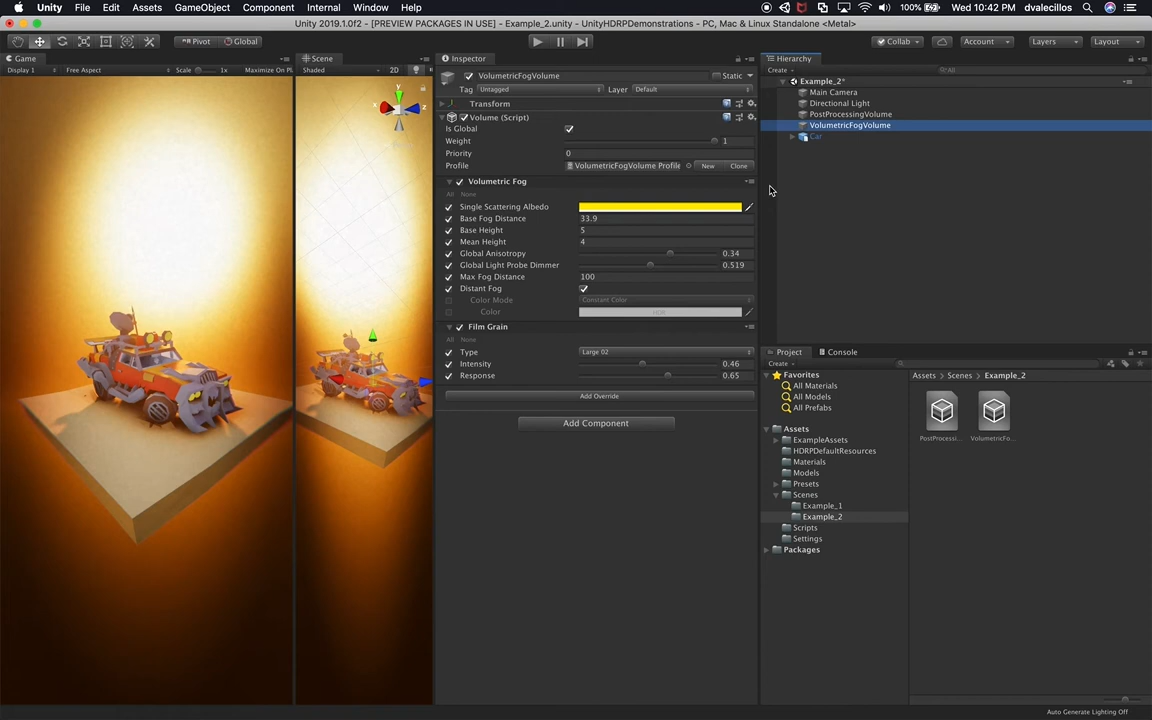 Unity File Edit Assets GameObject Component Internal Window Help 100% Wed 10:42 PM dvalecillos
Unity 2019.1.0f2 - [PREVIEW PACKAGES IN USE] - Example_2.unity - UnityHDRPDemonstrations - PC, Mac & Linux Standalone <Metal>
Pivot Global Collab Account Layers Layout
Game Scene Inspector Hierarchy
Display 1 Free Aspect Scale 1x Maximize On Pl Shaded 2D Create All
VolumetricFogVolume Static
Tag Untagged Layer Default
Transform
Volume (Script)
Is Global
Weight 1
Priority 0
Profile VolumetricFogVolume Profile New Clone
Volumetric Fog
All None
Single Scattering Albedo
Base Fog Distance 33.9
Base Height 5
Mean Height 4
Global Anisotropy 0.34
Global Light Probe Dimmer 0.519
Max Fog Distance 100
Distant Fog
Color Mode Constant Color
Color HDR
Film Grain
All None
Type Large 02
Intensity 0.46
Response 0.65
Add Override
Add Component
Example_2*
Main Camera
Directional Light
PostProcessingVolume
VolumetricFogVolume
Car
Project Console
Create
Favorites
All Materials
All Models
All Prefabs
Assets
ExampleAssets
HDRPDefaultResources
Materials
Models
Presets
Scenes
Example_1
Example_2
Scripts
Settings
Packages
Assets > Scenes > Example_2
PostProcessi... VolumetricFo...
Auto Generate Lighting Off
x y z